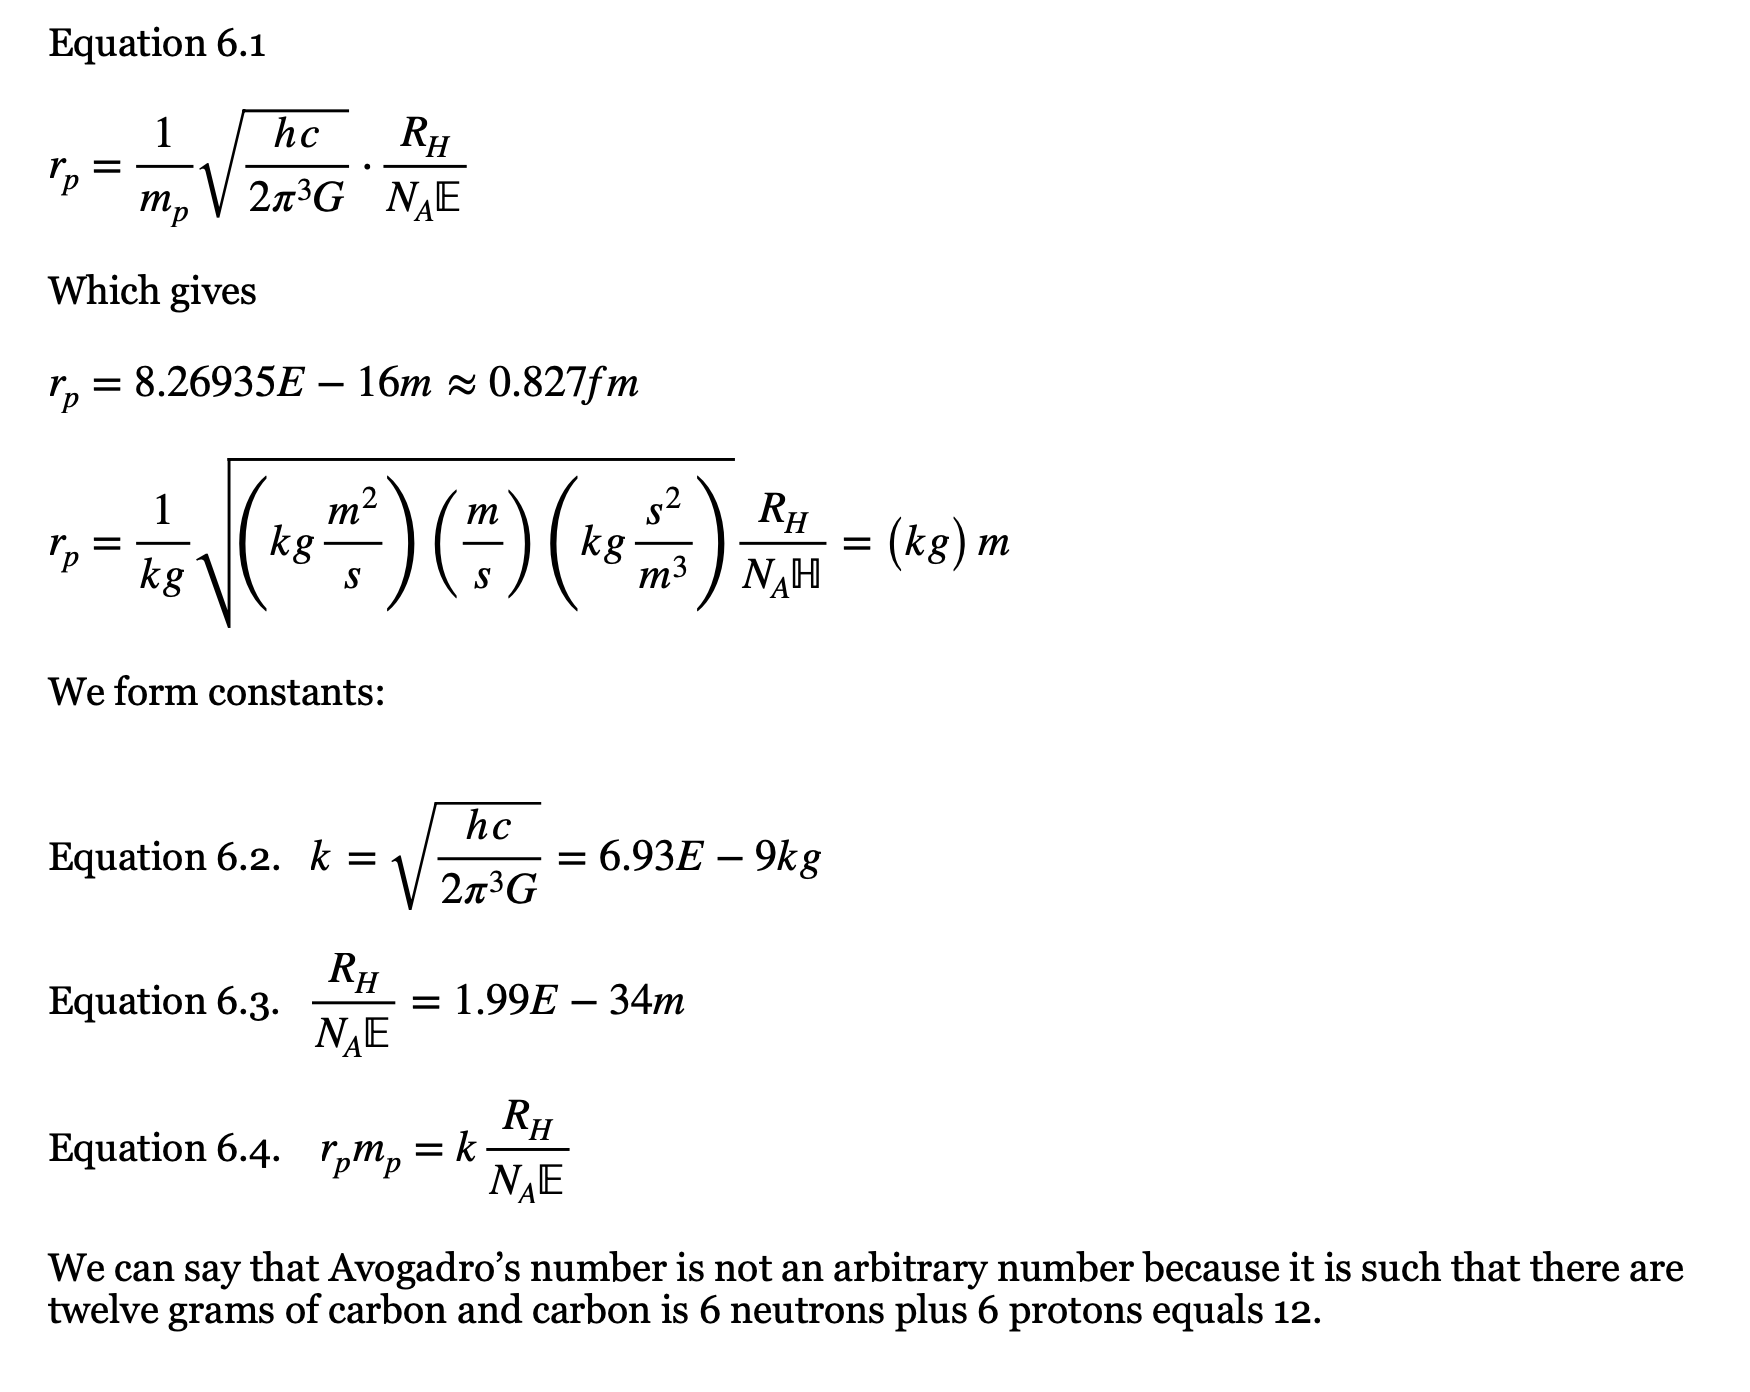 Equation 6.1
r_p = \frac{1}{m_p} \sqrt{\frac{hc}{2\pi^3 G}} \cdot \frac{R_H}{N_A \mathbb{E}}
Which gives
r_p = 8.26935E − 16m ≈ 0.827fm
r_p = \frac{1}{kg} \sqrt{\left(kg\frac{m^2}{s}\right)\left(\frac{m}{s}\right)\left(kg\frac{s^2}{m^3}\right)} \frac{R_H}{N_A \mathbb{H}} = (kg) m
We form constants:
Equation 6.2. k = \sqrt{\frac{hc}{2\pi^3 G}} = 6.93E − 9kg
Equation 6.3. \frac{R_H}{N_A \mathbb{E}} = 1.99E − 34m
Equation 6.4. r_p m_p = k \frac{R_H}{N_A \mathbb{E}}
We can say that Avogadro’s number is not an arbitrary number because it is such that there are
twelve grams of carbon and carbon is 6 neutrons plus 6 protons equals 12.